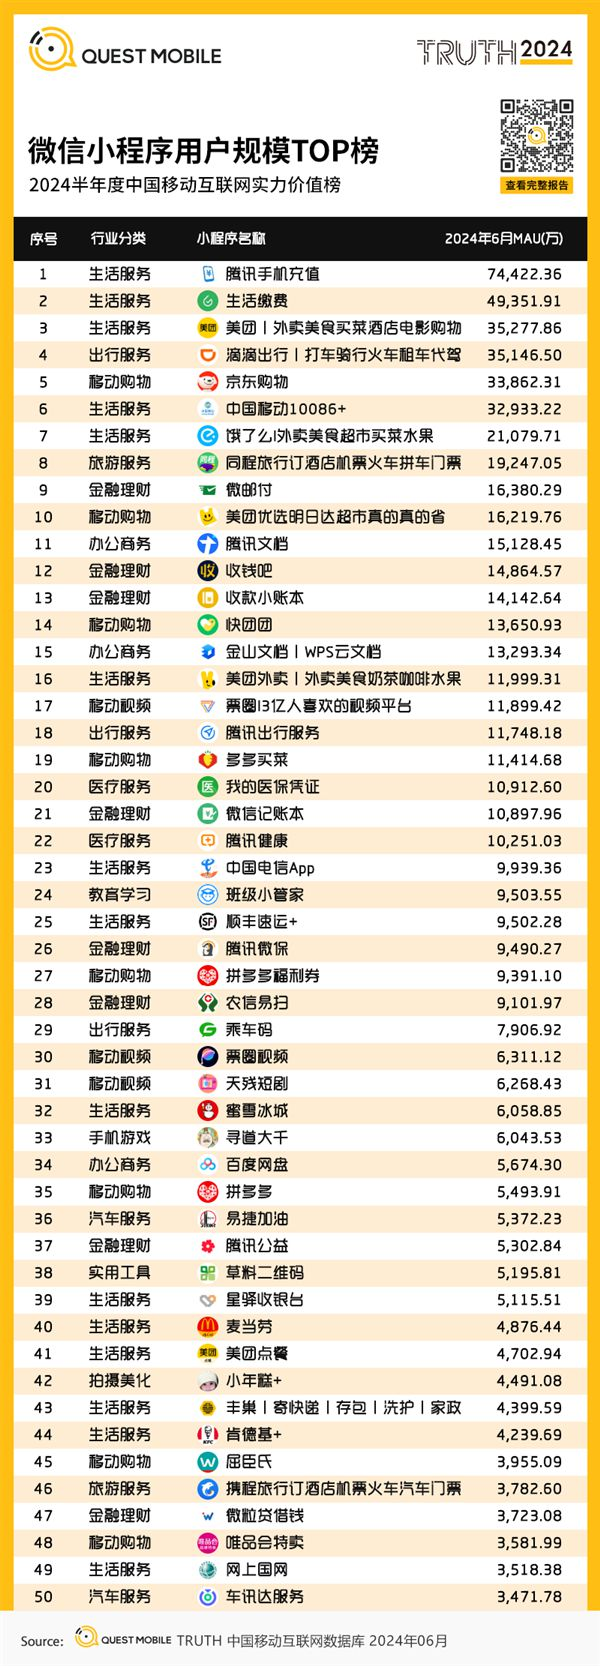 QUEST MOBILE
TRUTH2024
微信小程序用户规模TOP榜
2024半年度中国移动互联网实力价值榜
查看完整报告
序号 行业分类 小程序名称 2024年6月MAU(万)
1 生活服务 腾讯手机充值 74,422.36
2 生活服务 生活缴费 49,351.91
3 生活服务 美团丨外卖美食买菜酒店电影购物 35,277.86
4 出行服务 滴滴出行丨打车骑行火车租车代驾 35,146.50
5 移动购物 京东购物 33,862.31
6 生活服务 中国移动10086+ 32,933.22
7 生活服务 饿了么|外卖美食超市买菜水果 21,079.71
8 旅游服务 同程旅行订酒店机票火车拼车门票 19,247.05
9 金融理财 微邮付 16,380.29
10 移动购物 美团优选明日达超市真的真的省 16,219.76
11 办公商务 腾讯文档 15,128.45
12 金融理财 收钱吧 14,864.57
13 金融理财 收款小账本 14,142.64
14 移动购物 快团团 13,650.93
15 办公商务 金山文档丨WPS云文档 13,293.34
16 生活服务 美团外卖丨外卖美食奶茶咖啡水果 11,999.31
17 移动视频 票圈|3亿人喜欢的视频平台 11,899.42
18 出行服务 腾讯出行服务 11,748.18
19 移动购物 多多买菜 11,414.68
20 医疗服务 我的医保凭证 10,912.60
21 金融理财 微信记账本 10,897.96
22 医疗服务 腾讯健康 10,251.03
23 生活服务 中国电信App 9,939.36
24 教育学习 班级小管家 9,503.55
25 生活服务 顺丰速运+ 9,502.28
26 金融理财 腾讯微保 9,490.27
27 移动购物 拼多多福利券 9,391.10
28 金融理财 农信易扫 9,101.97
29 出行服务 乘车码 7,906.92
30 移动视频 票圈视频 6,311.12
31 移动视频 天残短剧 6,268.43
32 生活服务 蜜雪冰城 6,058.85
33 手机游戏 寻道大千 6,043.53
34 办公商务 百度网盘 5,674.30
35 移动购物 拼多多 5,493.91
36 汽车服务 易捷加油 5,372.23
37 金融理财 腾讯公益 5,302.84
38 实用工具 草料二维码 5,195.81
39 生活服务 星驿收银台 5,115.51
40 生活服务 麦当劳 4,876.44
41 生活服务 美团点餐 4,702.94
42 拍摄美化 小年糕+ 4,491.08
43 生活服务 丰巢丨寄快递丨存包丨洗护丨家政 4,399.59
44 生活服务 肯德基+ 4,239.69
45 移动购物 屈臣氏 3,955.09
46 旅游服务 携程旅行订酒店机票火车汽车门票 3,782.60
47 金融理财 微粒贷借钱 3,723.08
48 移动购物 唯品会特卖 3,581.99
49 生活服务 网上国网 3,518.38
50 汽车服务 车讯达服务 3,471.78
Source: QUEST MOBILE TRUTH 中国移动互联网数据库 2024年06月